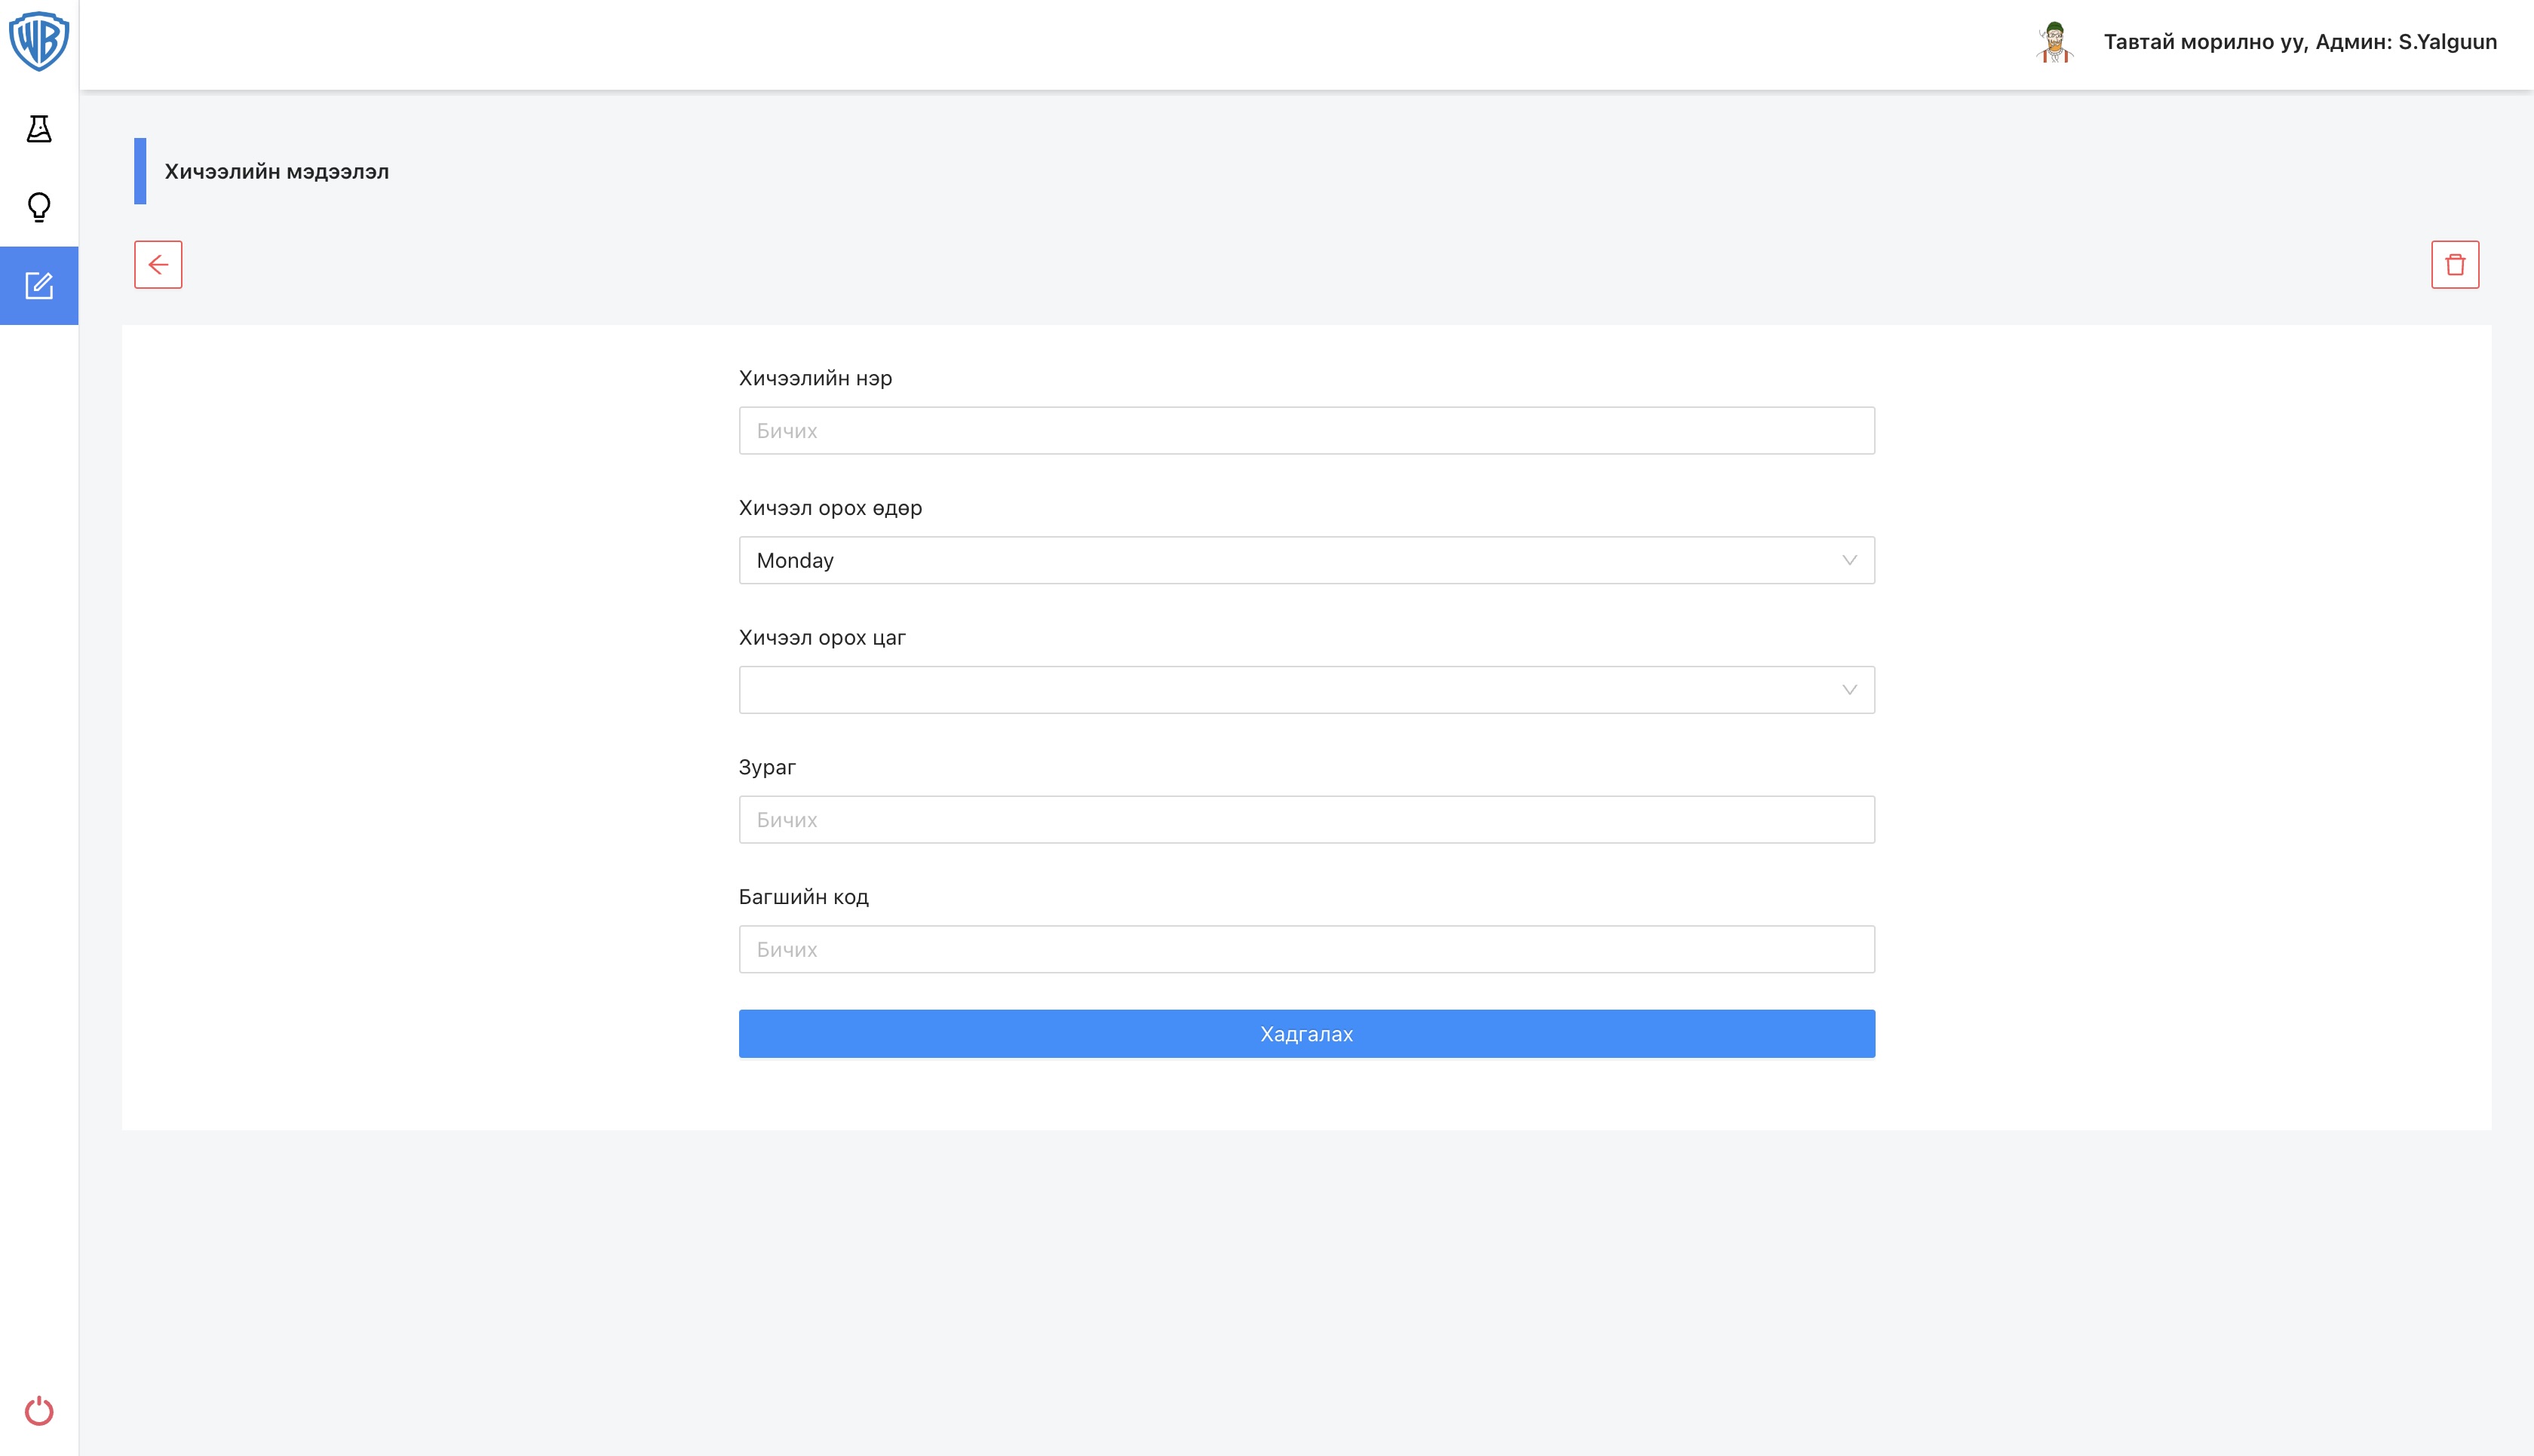 WB
Тавтай морилно уу, Админ: S.Yalguun
Хичээлийн мэдээлэл
Хичээлийн нэр
Бичих
Хичээл орох өдөр
Monday
Хичээл орох цаг
Зураг
Бичих
Багшийн код
Бичих
Хадгалах